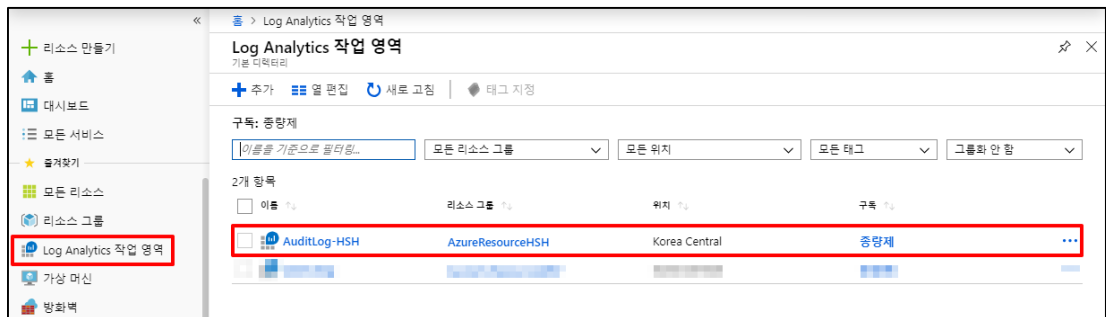 «
홈 > Log Analytics 작업 영역
Log Analytics 작업 영역
기본 디렉터리
리소스 만들기
홈
대시보드
모든 서비스
즐겨찾기
모든 리소스
리소스 그룹
Log Analytics 작업 영역
가상 머신
방화벽
추가 열 편집 새로 고침 태그 지정
구독: 종량제
이름을 기준으로 필터링... 모든 리소스 그룹 모든 위치 모든 태그 그룹화 안 함
2개 항목
이름 리소스 그룹 위치 구독
AuditLog-HSH AzureResourceHSH Korea Central 종량제